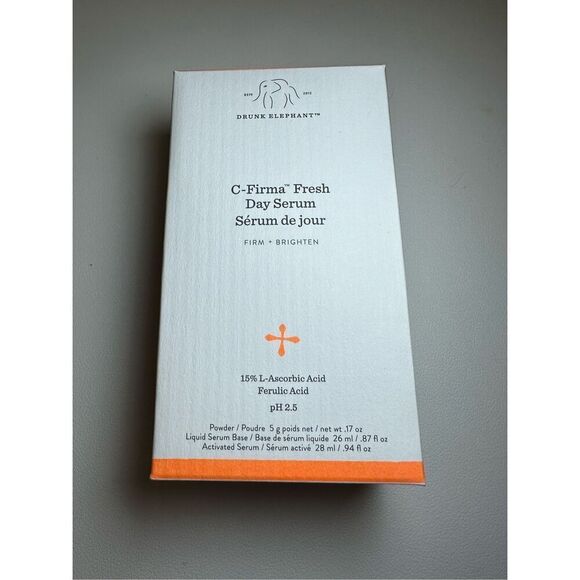 ESTD 2012
DRUNK ELEPHANT™
C-Firma™ Fresh
Day Serum
Sérum de jour
FIRM + BRIGHTEN
15% L-Ascorbic Acid
Ferulic Acid
pH 2.5
Powder / Poudre 5 g poids net / net wt .17 oz
Liquid Serum Base / Base de sérum liquide 26 ml / .87 fl oz
Activated Serum / Sérum activé 28 ml / .94 fl oz